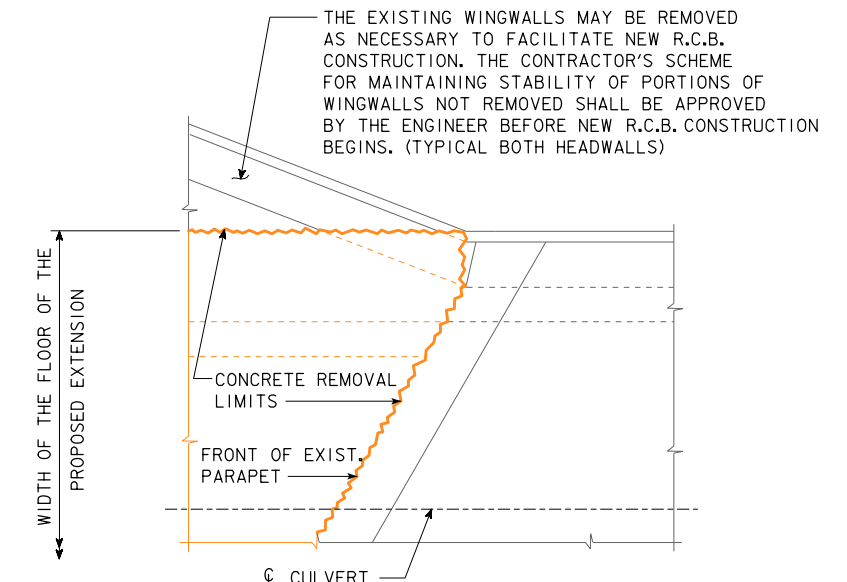 THE EXISTING WINGWALLS MAY BE REMOVED
AS NECESSARY TO FACILITATE NEW R.C.B.
CONSTRUCTION. THE CONTRACTOR'S SCHEME
FOR MAINTAINING STABILITY OF PORTIONS OF
WINGWALLS NOT REMOVED SHALL BE APPROVED
BY THE ENGINEER BEFORE NEW R.C.B. CONSTRUCTION
BEGINS. (TYPICAL BOTH HEADWALLS)
WIDTH OF THE FLOOR OF THE
PROPOSED EXTENSION
CONCRETE REMOVAL
LIMITS
FRONT OF EXIST.
PARAPET
℄ CULVERT